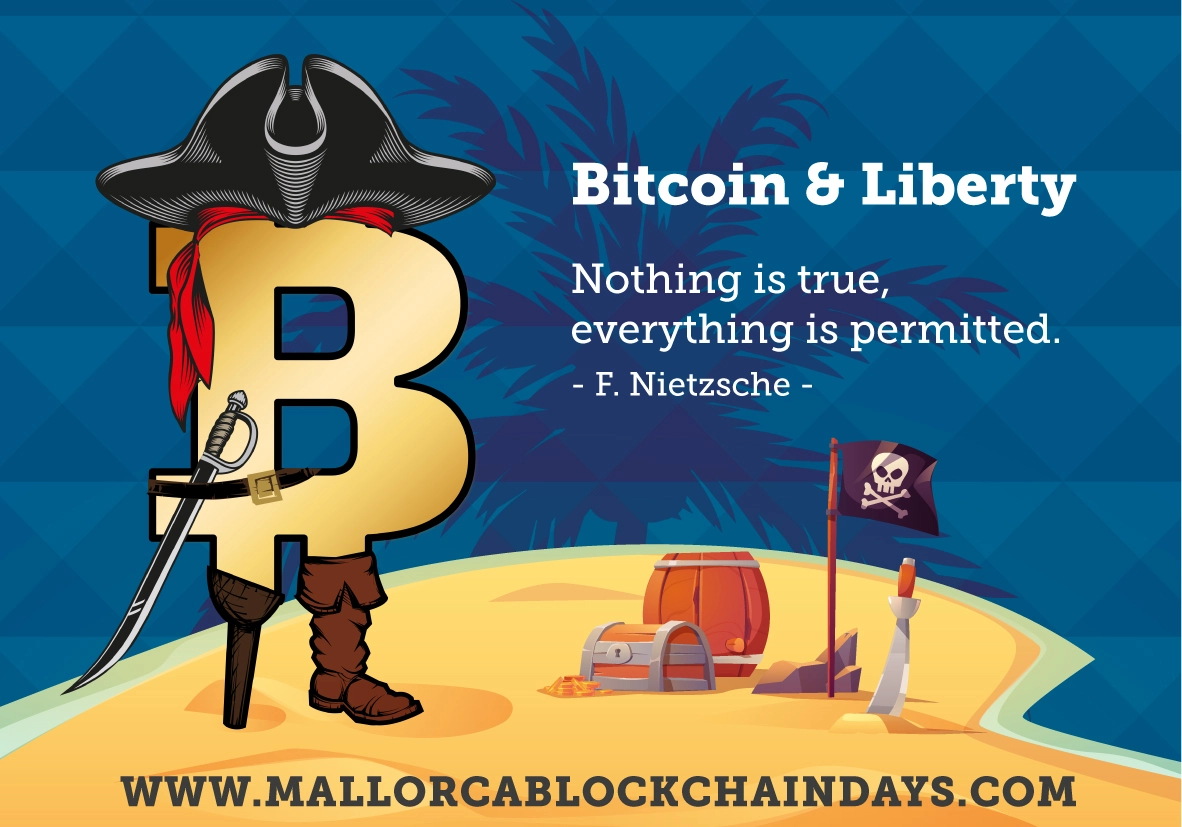 Bitcoin & Liberty
Nothing is true,
everything is permitted.
- F. Nietzsche -
WWW.MALLORCABLOCKCHAINDAYS.COM